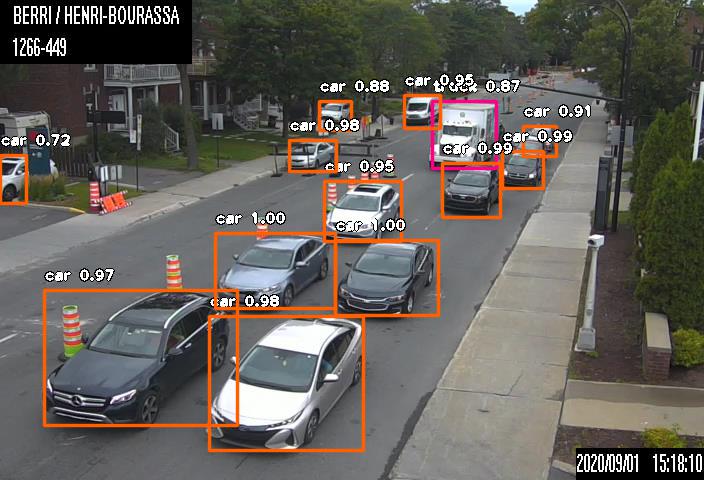 BERRI / HENRI-BOURASSA
1266-449
car 0.95
truck 0.87
car 0.88
car 0.91
car 0.98
car 0.99
car 0.72
car 0.99
car 0.95
car 1.00
car 1.00
car 0.97
car 0.98
2020/09/01 15:18:10